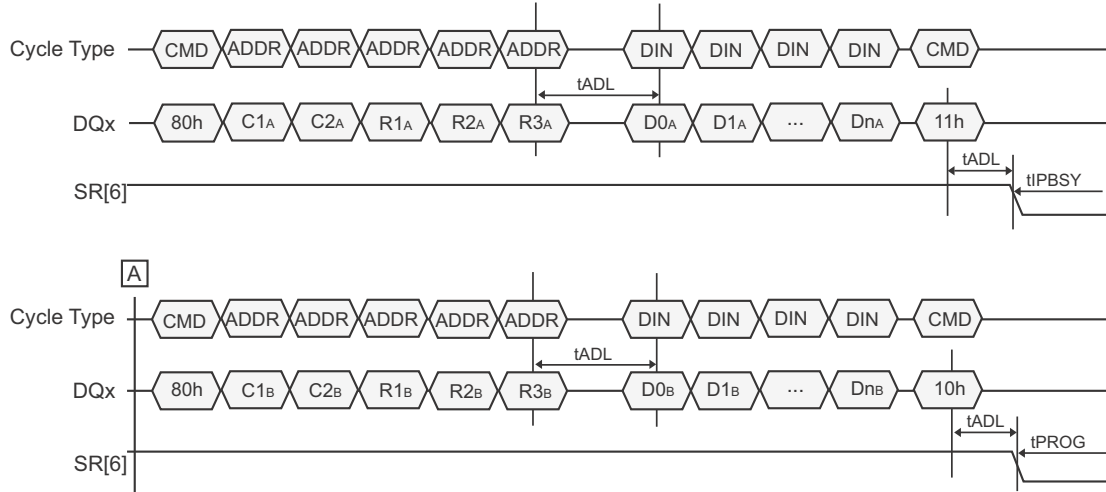 Cycle Type CMD ADDR ADDR ADDR ADDR ADDR DIN DIN DIN DIN CMD
tADL
DQx 80h C1A C2A R1A R2A R3A D0A D1A ... DnA 11h
tADL
SR[6] tIPBSY
A
Cycle Type CMD ADDR ADDR ADDR ADDR ADDR DIN DIN DIN DIN CMD
tADL
DQx 80h C1B C2B R1B R2B R3B D0B D1B ... DnB 10h
tADL
SR[6] tPROG